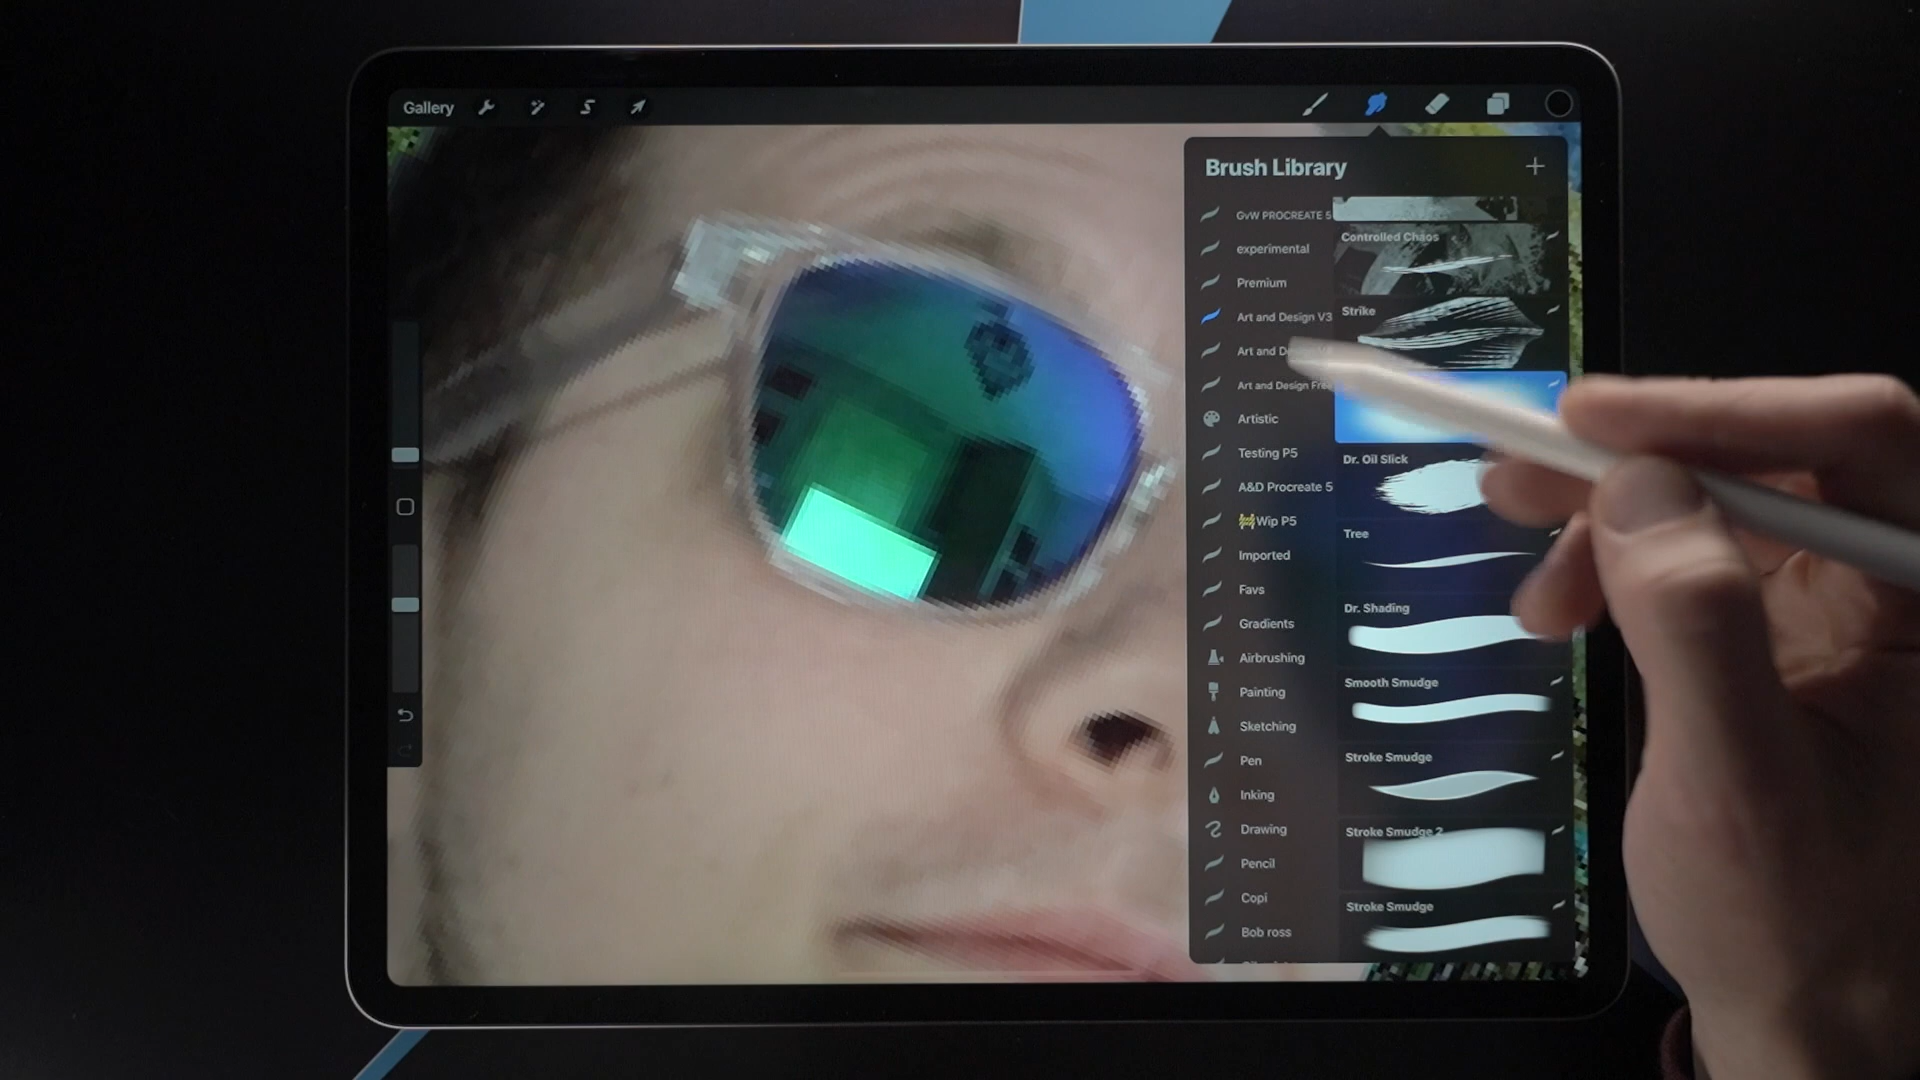 Gallery
Brush Library
GvW PROCREATE 5
experimental
Premium
Art and Design V3
Art and
Art and Design Free
Artistic
Testing P5
A&D Procreate 5
🚧Wip P5
Imported
Favs
Gradients
Airbrushing
Painting
Sketching
Pen
Inking
Drawing
Pencil
Copi
Bob ross
Controlled Chaos
Strike
Dr. Oil Slick
Tree
Dr. Shading
Smooth Smudge
Stroke Smudge
Stroke Smudge 2
Stroke Smudge